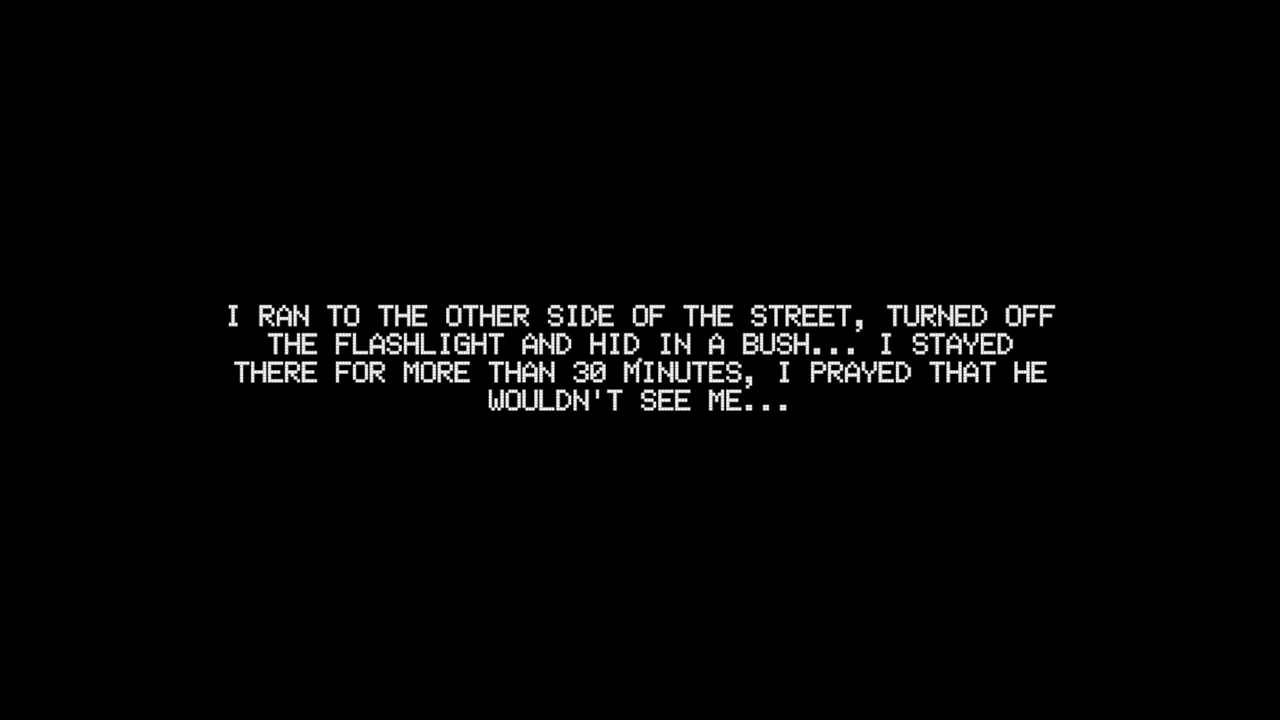 I RAN TO THE OTHER SIDE OF THE STREET, TURNED OFF
THE FLASHLIGHT AND HID IN A BUSH... I STAYED
THERE FOR MORE THAN 30 MINUTES, I PRAYED THAT HE
WOULDN'T SEE ME...